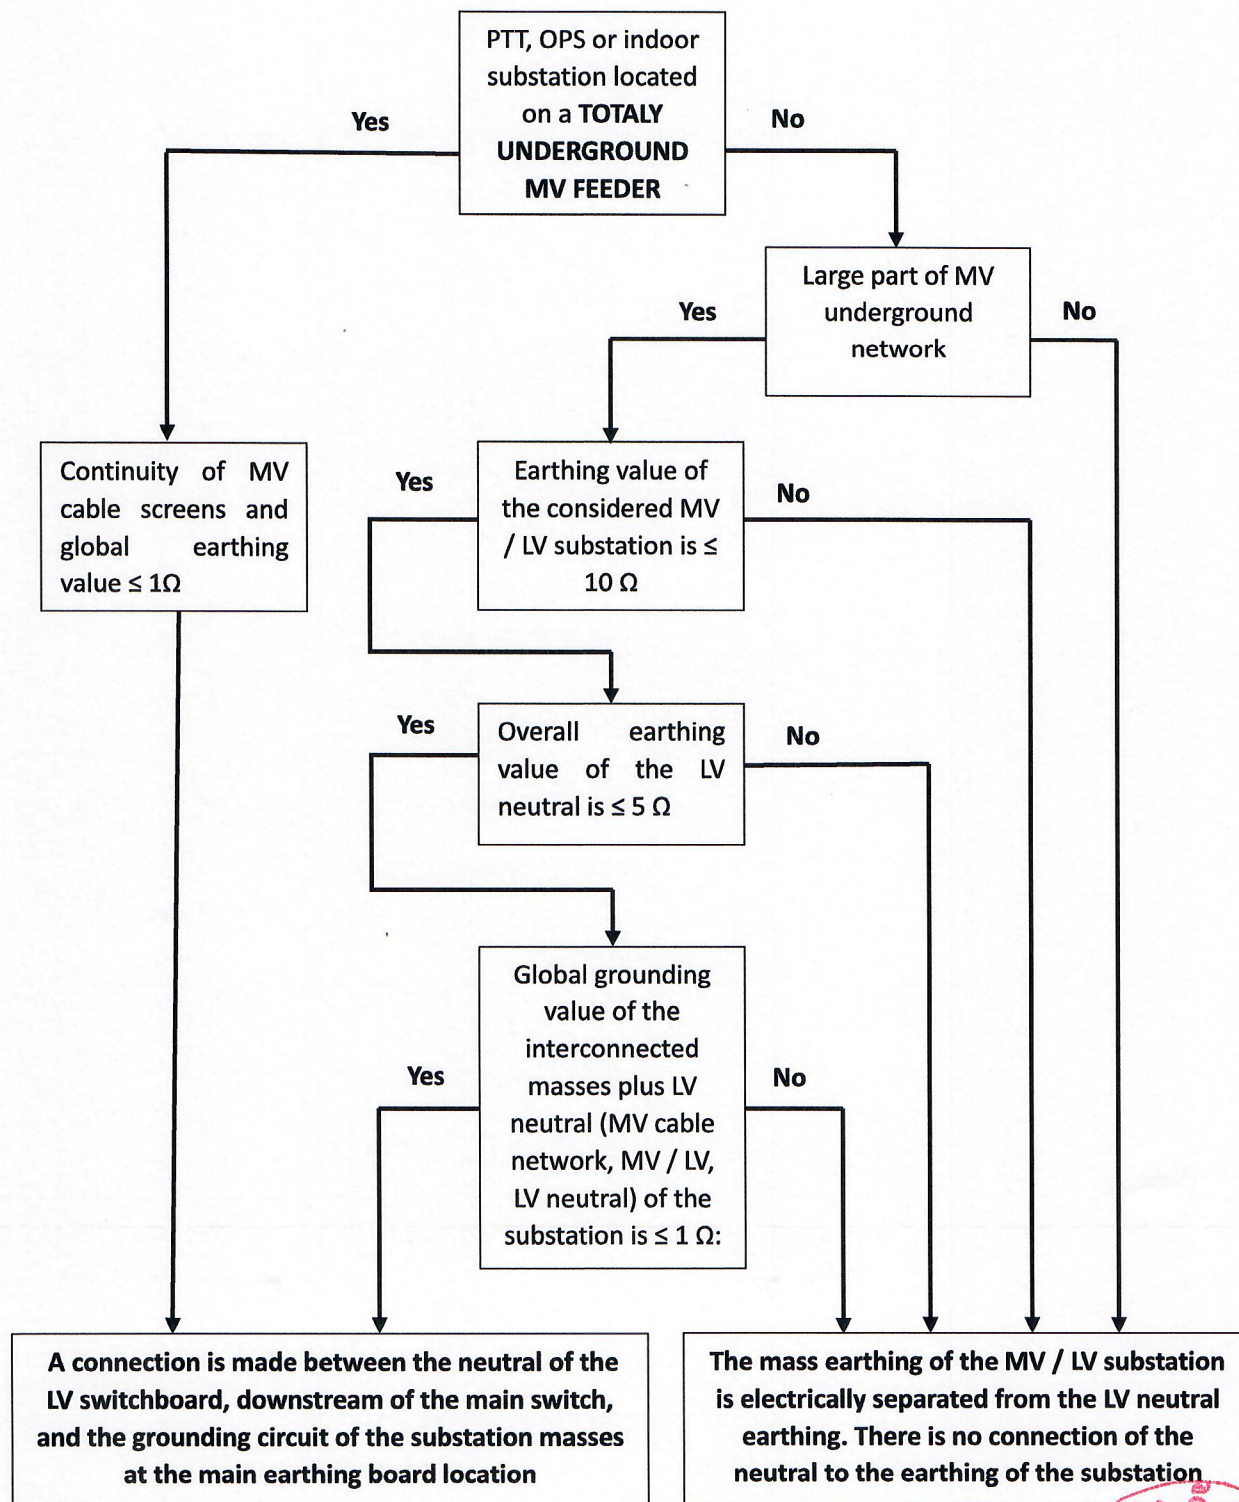 PTT, OPS or indoor
substation located
on a TOTALY
UNDERGROUND
MV FEEDER
Yes
No
Large part of MV
underground
network
Yes
No
Continuity of MV
cable screens and
global earthing
value ≤ 1Ω
Earthing value of
the considered MV
/ LV substation is ≤
10 Ω
Yes
No
Overall earthing
value of the LV
neutral is ≤ 5 Ω
Yes
No
Global grounding
value of the
interconnected
masses plus LV
neutral (MV cable
network, MV / LV,
LV neutral) of the
substation is ≤ 1 Ω:
Yes
No
A connection is made between the neutral of the
LV switchboard, downstream of the main switch,
and the grounding circuit of the substation masses
at the main earthing board location
The mass earthing of the MV / LV substation
is electrically separated from the LV neutral
earthing. There is no connection of the
neutral to the earthing of the substation